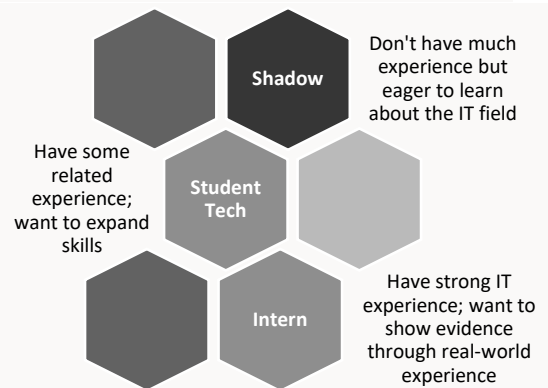 Shadow
Don't have much
experience but
eager to learn
about the IT field
Have some
related
experience;
want to expand
skills
Student
Tech
Intern
Have strong IT
experience; want to
show evidence
through real-world
experience